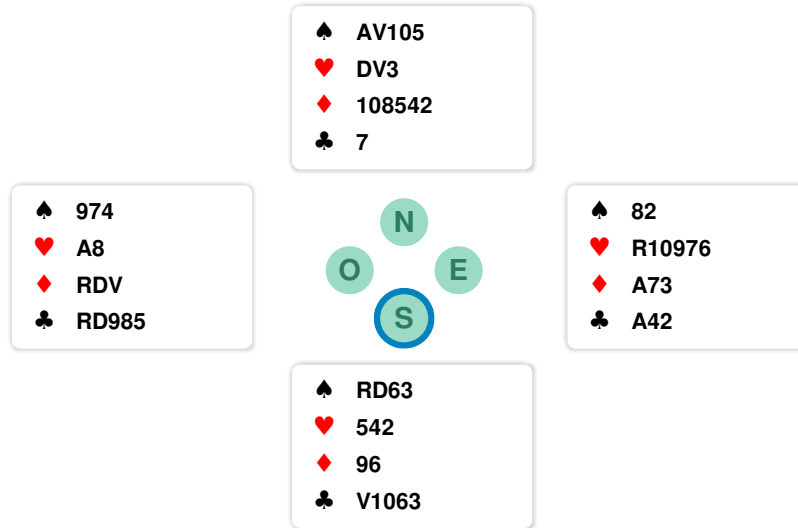 ♠ AV105
♥ DV3
♦ 108542
♣ 7
♠ 974
♥ A8
♦ RDV
♣ RD985
N
O E
S
♠ 82
♥ R10976
♦ A73
♣ A42
♠ RD63
♥ 542
♦ 96
♣ V1063